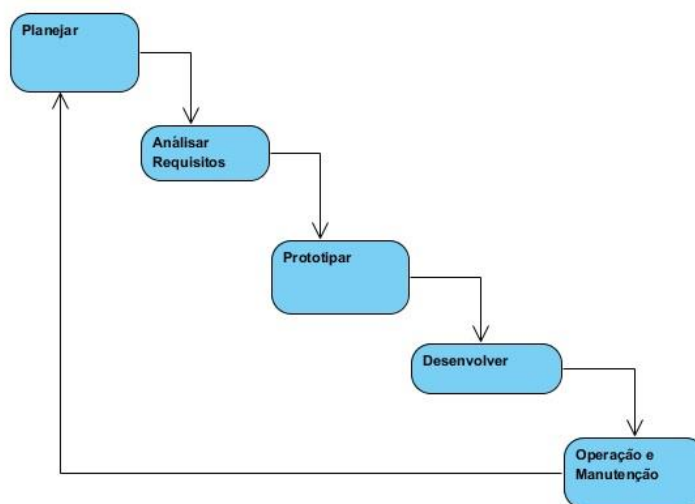 Planejar
Análisar
Requisitos
Prototipar
Desenvolver
Operação e
Manutenção